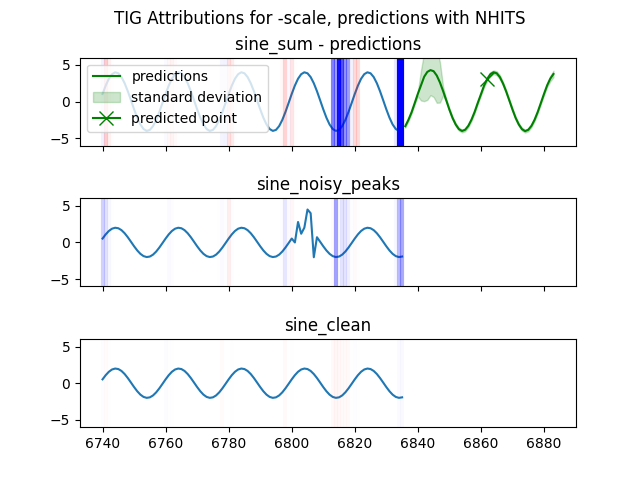 TIG Attributions for -scale, predictions with NHITS
sine_sum - predictions
5
0
−5
predictions
standard deviation
predicted point
sine_noisy_peaks
5
0
−5
sine_clean
5
0
−5
6740 6760 6780 6800 6820 6840 6860 6880